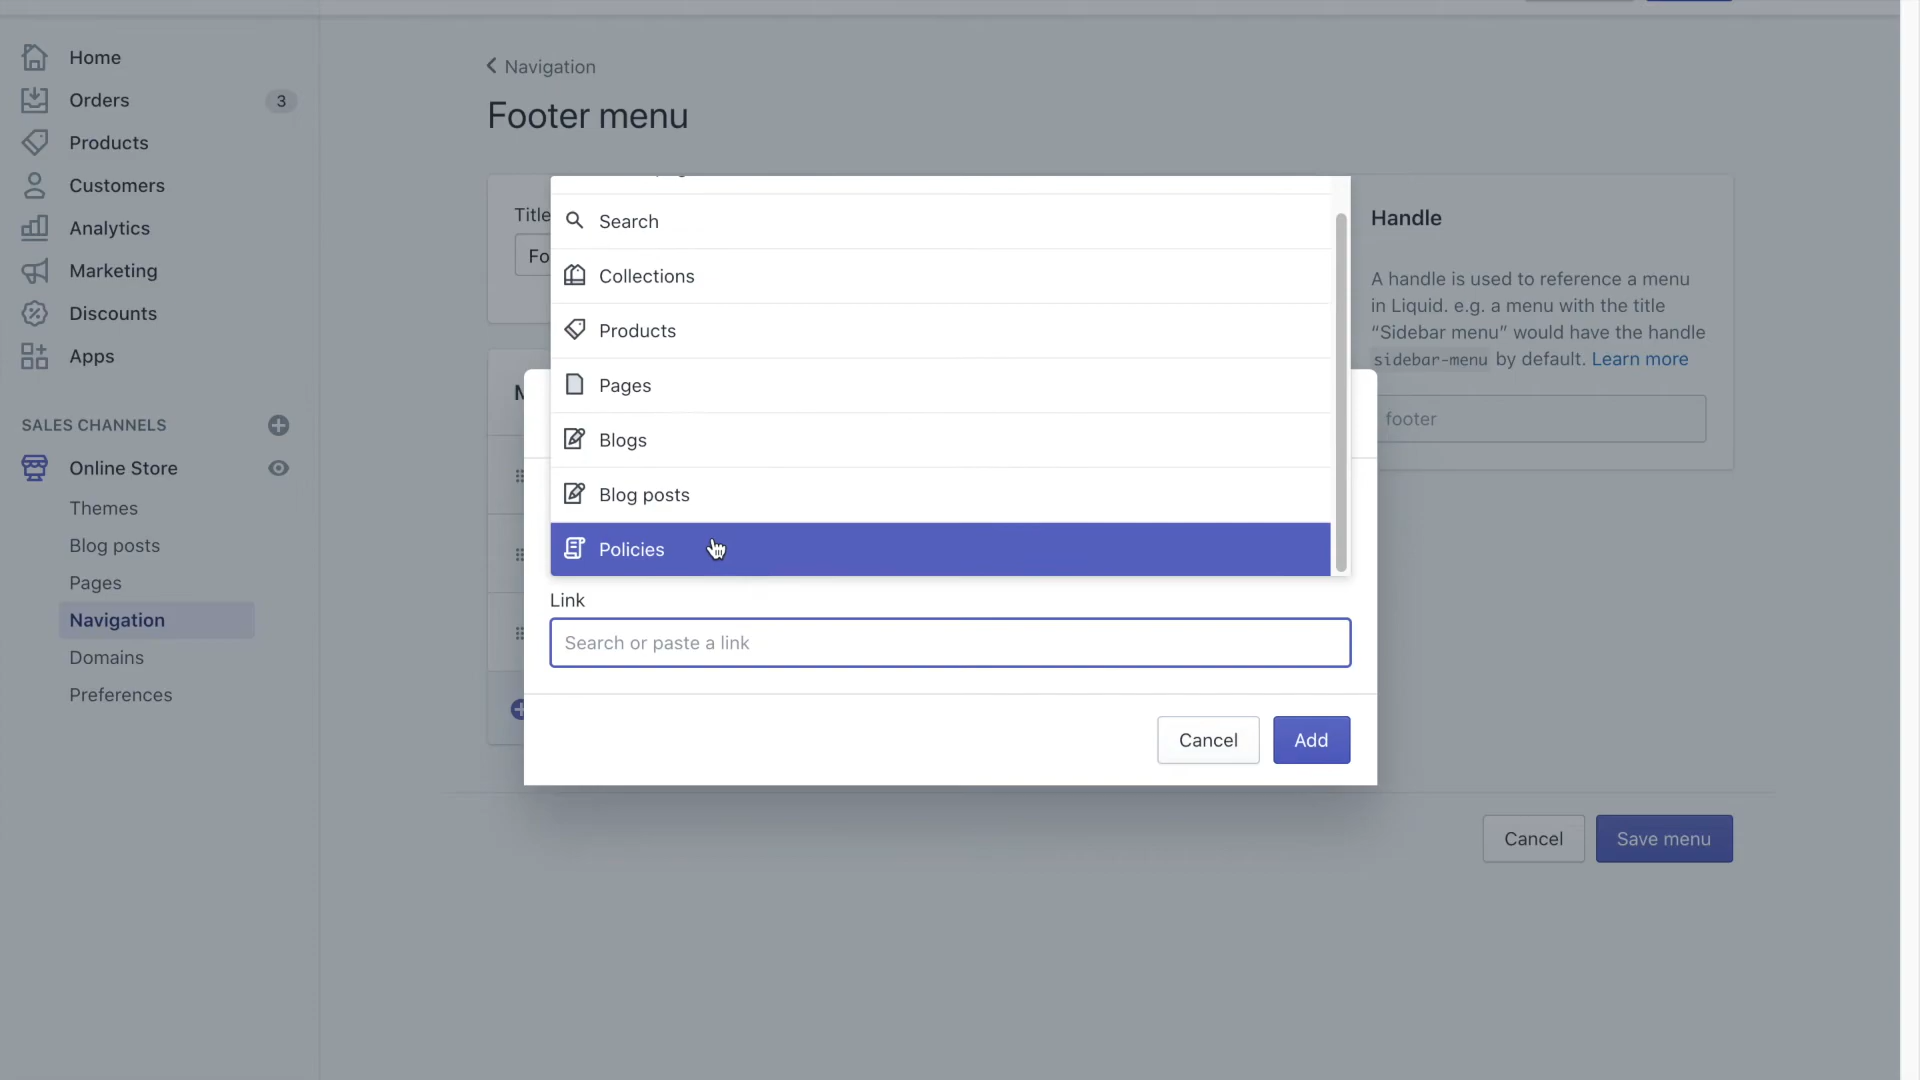 Home
Orders 3
Products
Customers
Analytics
Marketing
Discounts
Apps
SALES CHANNELS
Online Store
Themes
Blog posts
Pages
Navigation
Domains
Preferences
Navigation
Footer menu
Title
Fo
Search
Collections
Products
Pages
Blogs
Blog posts
Policies
Link
Search or paste a link
Cancel Add
Handle
A handle is used to reference a menu
in Liquid. e.g. a menu with the title
“Sidebar menu” would have the handle
sidebar-menu by default. Learn more
footer
Cancel Save menu